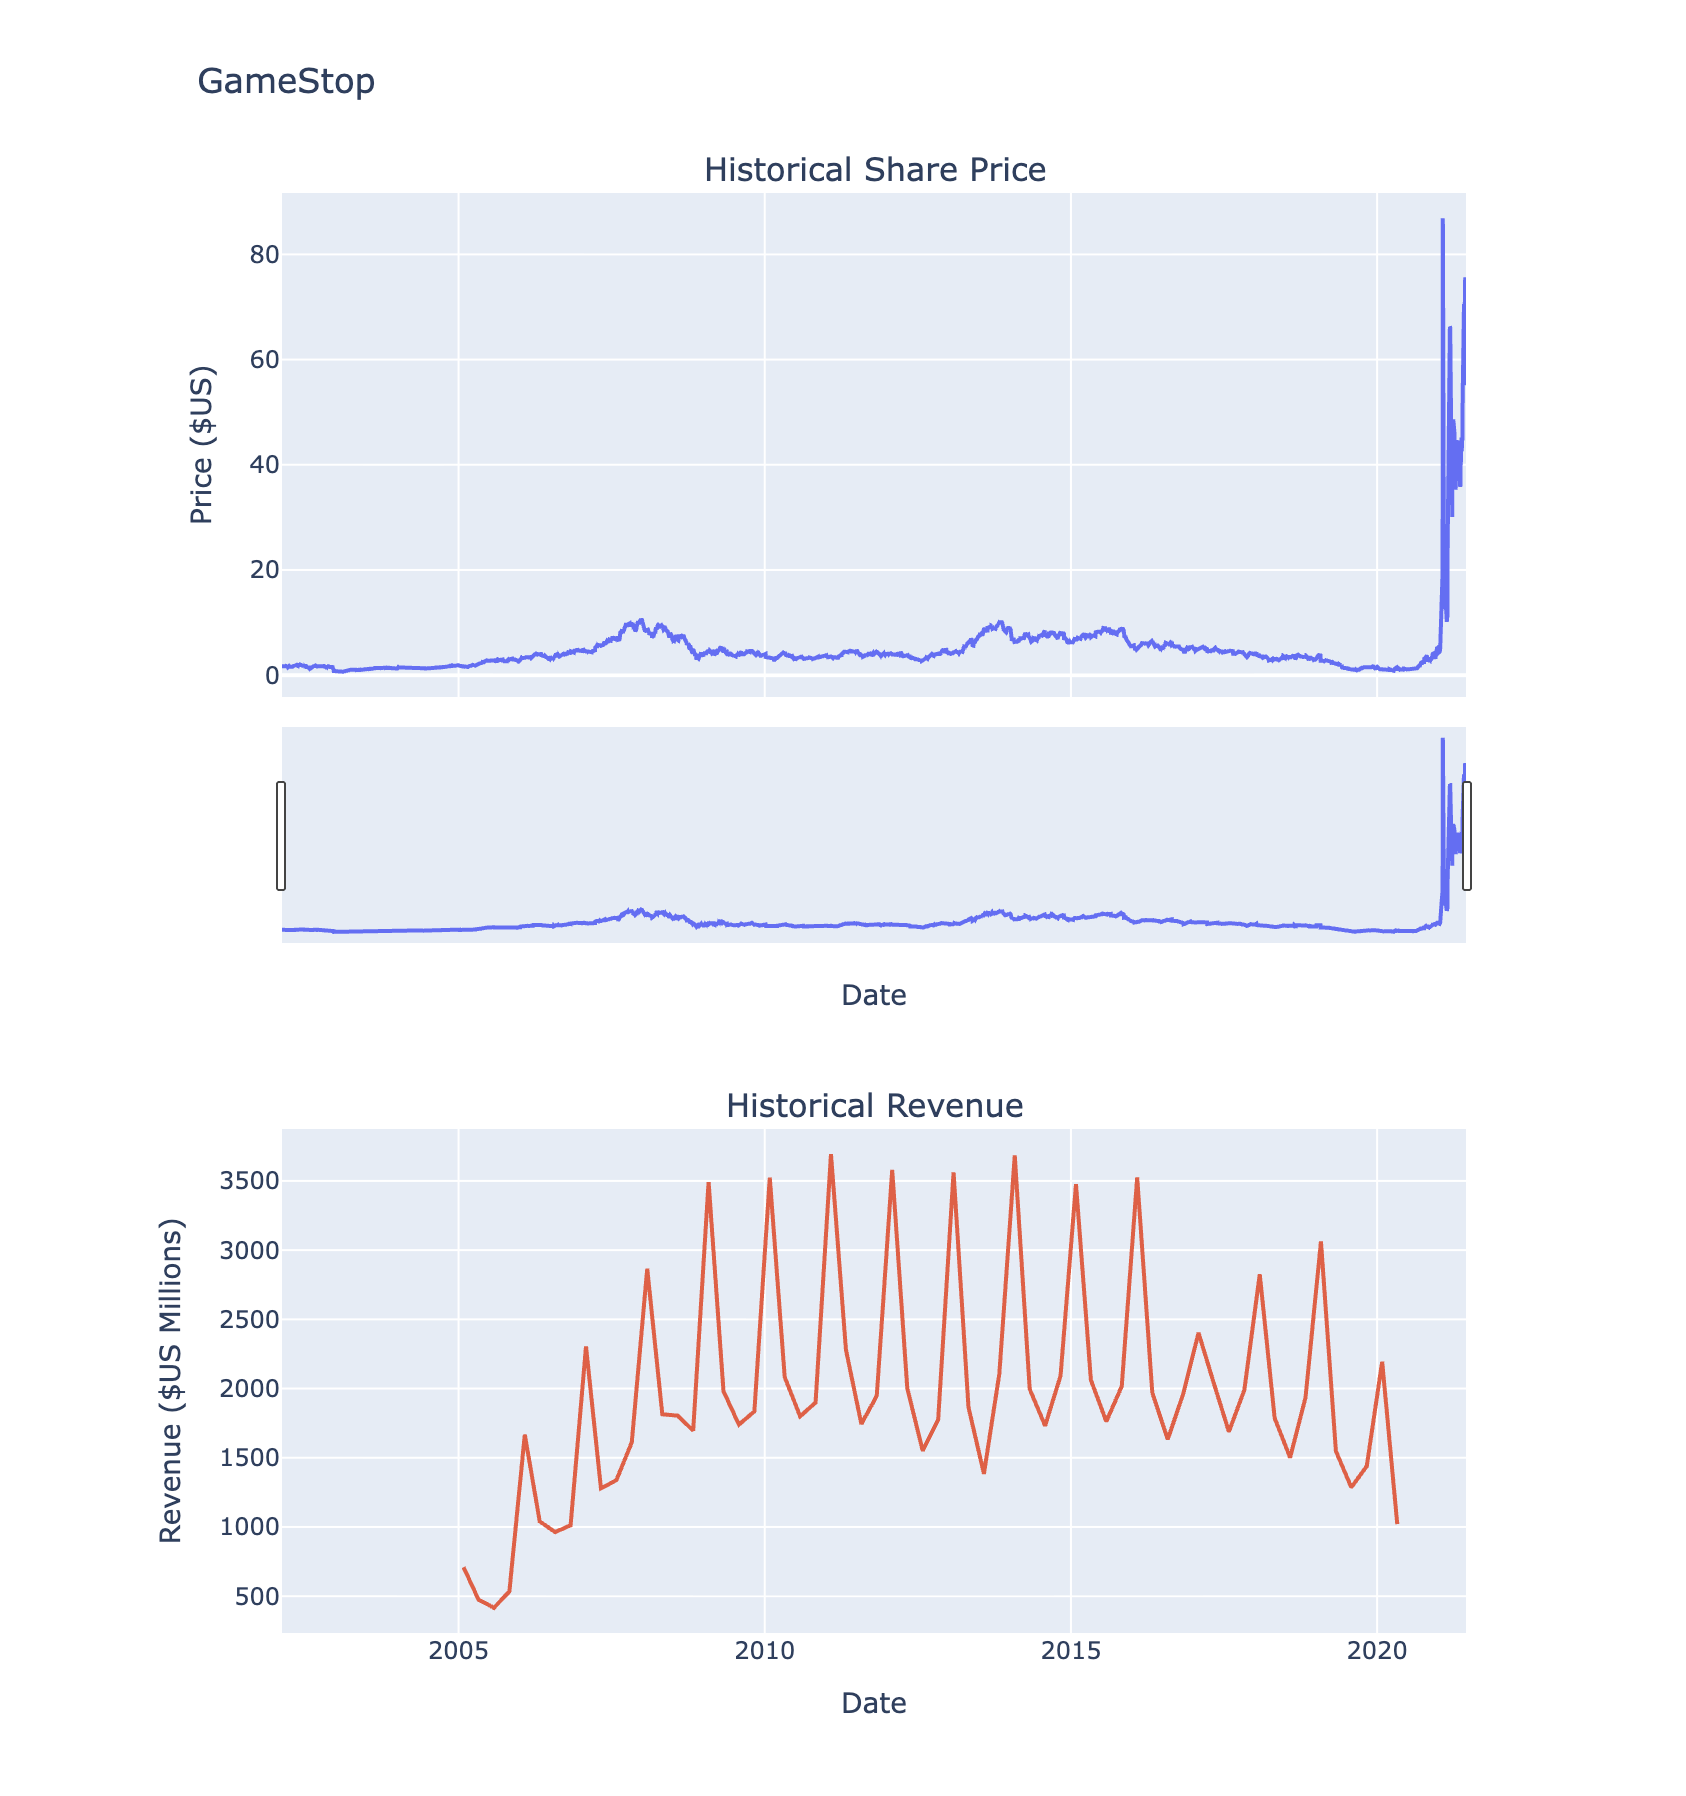 GameStop
Historical Share Price
80
60
40
20
0
Price ($US)
Date
Historical Revenue
3500
3000
2500
2000
1500
1000
500
Revenue ($US Millions)
2005 2010 2015 2020
Date